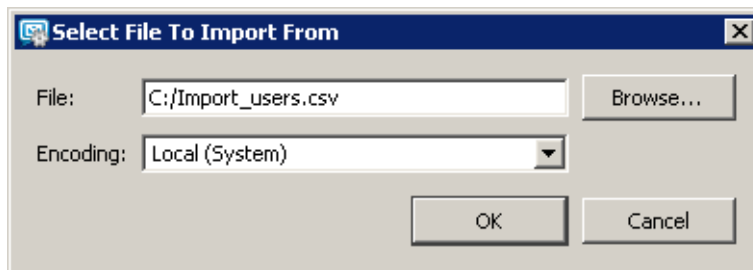 Select File To Import From
File: C:/Import_users.csv Browse...
Encoding: Local (System)
OK Cancel